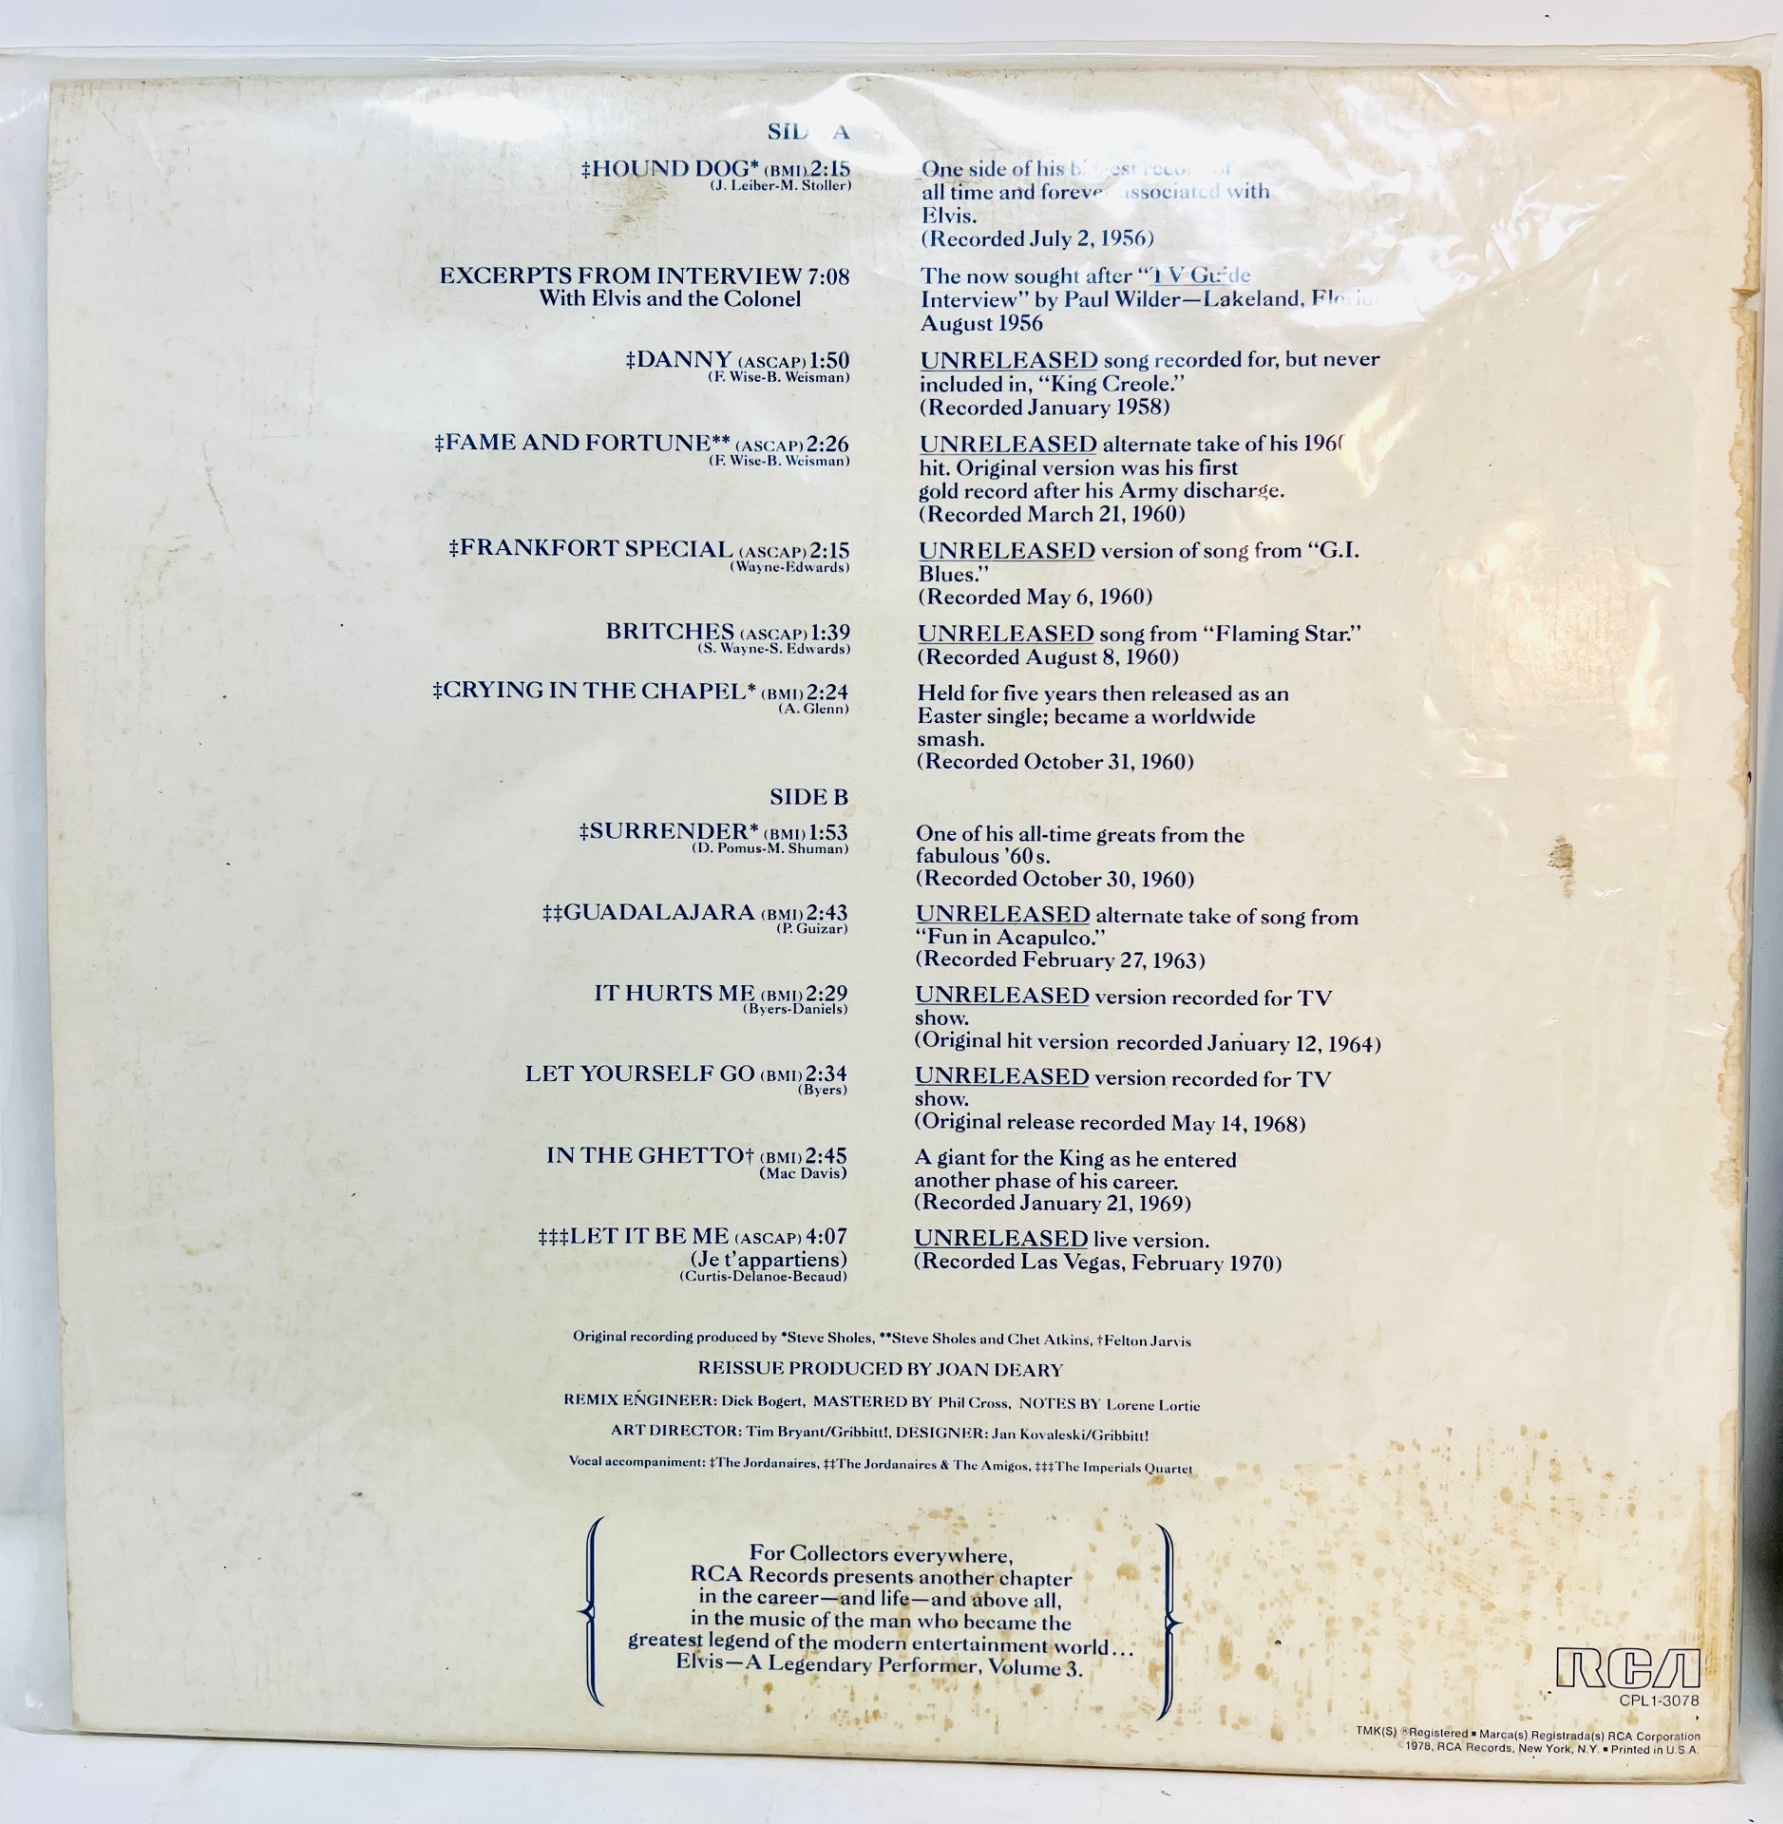 SIDE A
‡HOUND DOG* (BMI) 2:15
(J. Leiber-M. Stoller)
One side of his biggest record of
all time and forever associated with
Elvis.
(Recorded July 2, 1956)
EXCERPTS FROM INTERVIEW 7:08
With Elvis and the Colonel
The now sought after “TV Guide
Interview” by Paul Wilder—Lakeland, Florida
August 1956
‡DANNY (ASCAP) 1:50
(F. Wise-B. Weisman)
UNRELEASED song recorded for, but never
included in, “King Creole.”
(Recorded January 1958)
‡FAME AND FORTUNE** (ASCAP) 2:26
(F. Wise-B. Weisman)
UNRELEASED alternate take of his 1960
hit. Original version was his first
gold record after his Army discharge.
(Recorded March 21, 1960)
‡FRANKFORT SPECIAL (ASCAP) 2:15
(Wayne-Edwards)
UNRELEASED version of song from “G.I.
Blues.”
(Recorded May 6, 1960)
BRITCHES (ASCAP) 1:39
(S. Wayne-S. Edwards)
UNRELEASED song from “Flaming Star.”
(Recorded August 8, 1960)
‡CRYING IN THE CHAPEL* (BMI) 2:24
(A. Glenn)
Held for five years then released as an
Easter single; became a worldwide
smash.
(Recorded October 31, 1960)
SIDE B
‡SURRENDER* (BMI) 1:53
(D. Pomus-M. Shuman)
One of his all-time greats from the
fabulous ’60s.
(Recorded October 30, 1960)
‡‡GUADALAJARA (BMI) 2:43
(P. Guizar)
UNRELEASED alternate take of song from
“Fun in Acapulco.”
(Recorded February 27, 1963)
IT HURTS ME (BMI) 2:29
(Byers-Daniels)
UNRELEASED version recorded for TV
show.
(Original hit version recorded January 12, 1964)
LET YOURSELF GO (BMI) 2:34
(Byers)
UNRELEASED version recorded for TV
show.
(Original release recorded May 14, 1968)
IN THE GHETTO† (BMI) 2:45
(Mac Davis)
A giant for the King as he entered
another phase of his career.
(Recorded January 21, 1969)
‡‡‡LET IT BE ME (ASCAP) 4:07
(Je t’appartiens)
(Curtis-Delanoe-Becaud)
UNRELEASED live version.
(Recorded Las Vegas, February 1970)
Original recording produced by *Steve Sholes, **Steve Sholes and Chet Atkins, †Felton Jarvis
REISSUE PRODUCED BY JOAN DEARY
REMIX ENGINEER: Dick Bogert, MASTERED BY Phil Cross, NOTES BY Lorene Lortie
ART DIRECTOR: Tim Bryant/Gribbitt!, DESIGNER: Jan Kovaleski/Gribbitt!
Vocal accompaniment: ‡The Jordanaires, ‡‡The Jordanaires & The Amigos, ‡‡‡The Imperials Quartet
For Collectors everywhere,
RCA Records presents another chapter
in the career—and life—and above all,
in the music of the man who became the
greatest legend of the modern entertainment world...
Elvis—A Legendary Performer, Volume 3.
RCA
CPL1-3078
TMK(S) ®Registered ▪ Marca(s) Registrada(s) RCA Corporation
©1978, RCA Records, New York, N.Y. ▪ Printed in U.S.A.